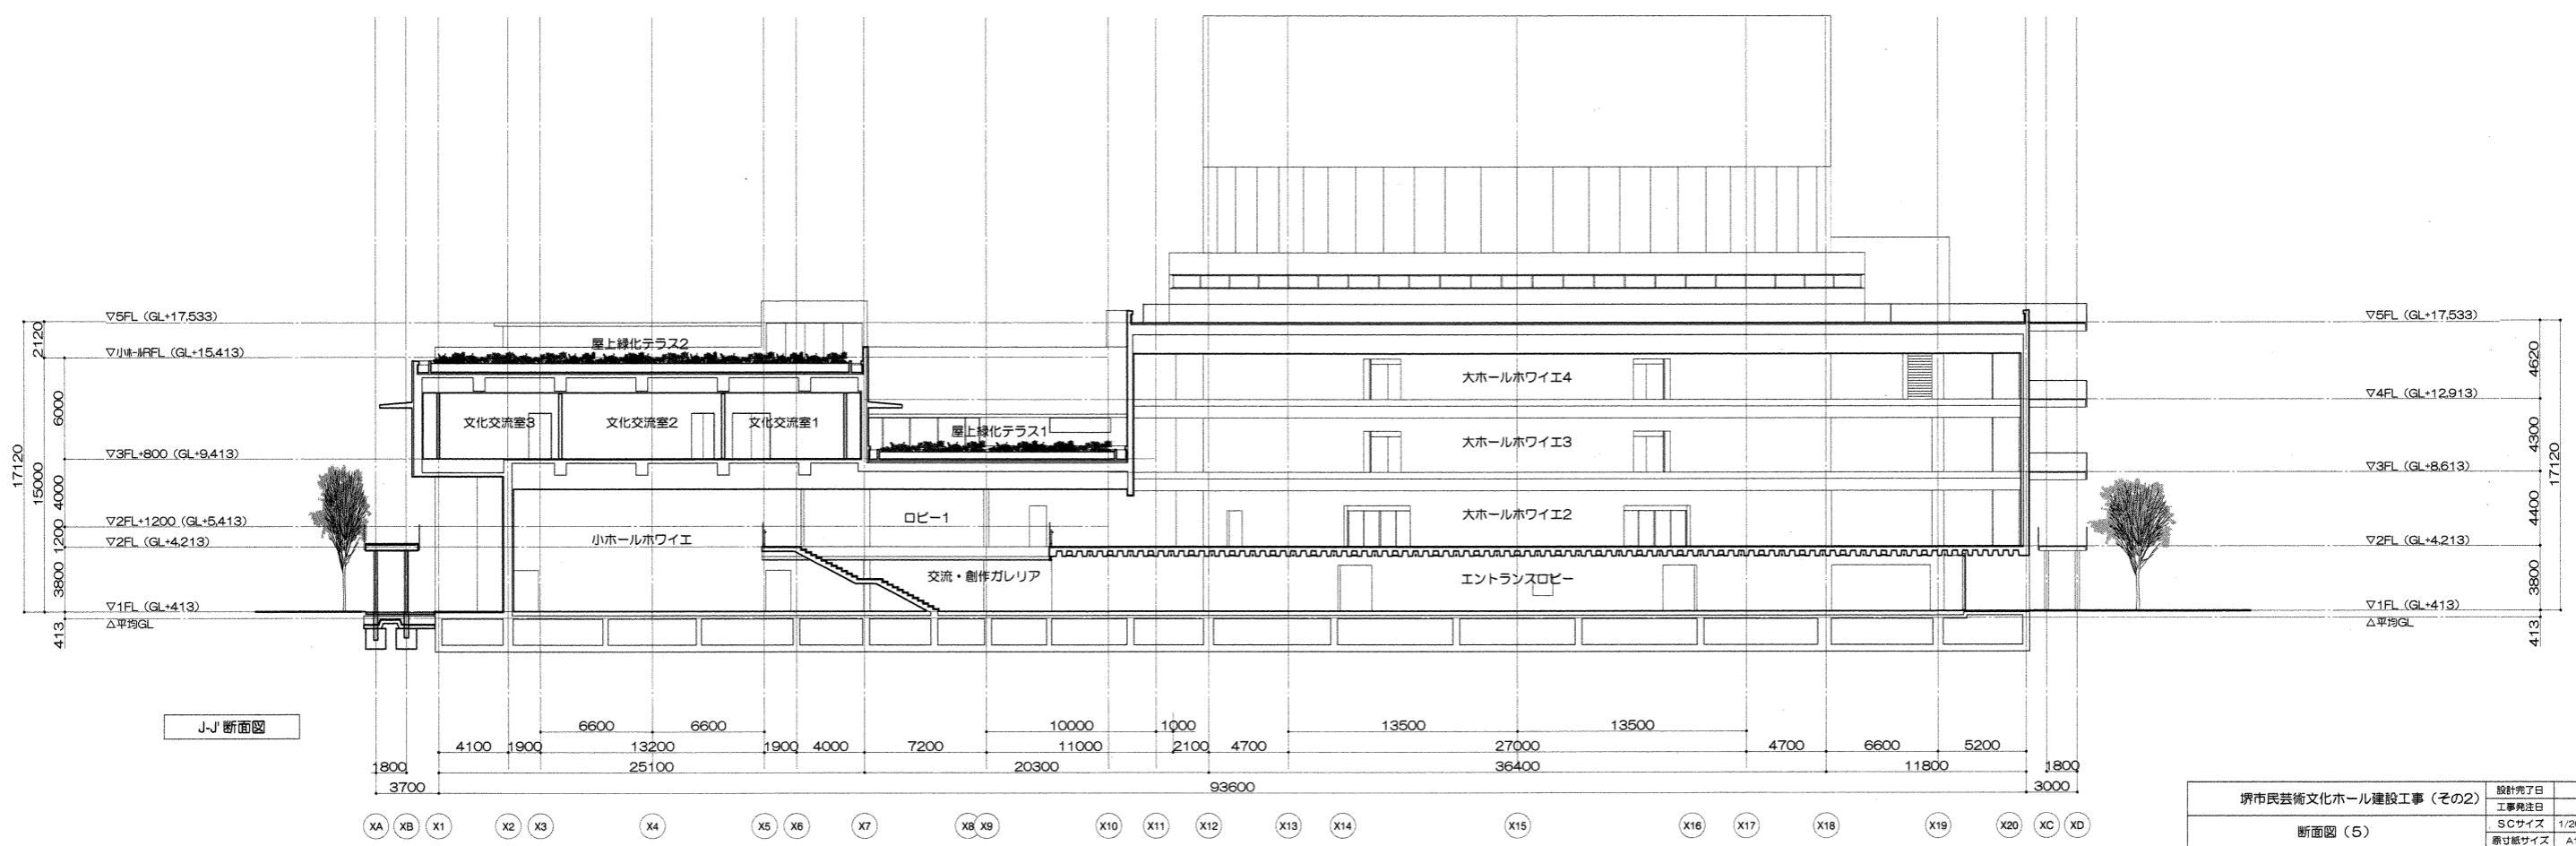 ▽5FL（GL+17,533）
▽小ホールRFL（GL+15,413）
▽3FL+800（GL+9,413）
▽2FL+1200（GL+5,413）
▽2FL（GL+4,213）
▽1FL（GL+413）
△平均GL
17120
2120
15000
6000
4000
1200
3800
413
屋上緑化テラス2
文化交流室3
文化交流室2
文化交流室1
屋上緑化テラス1
ロビー1
小ホールホワイエ
交流・創作ガレリア
大ホールホワイエ4
大ホールホワイエ3
大ホールホワイエ2
エントランスロビー
▽5FL（GL+17,533）
▽4FL（GL+12,913）
▽3FL（GL+8,613）
▽2FL（GL+4,213）
▽1FL（GL+413）
△平均GL
4620
4300
4400
3800
413
17120
J-J' 断面図
6600 6600 10000 1000 13500 13500
4100 1900 13200 1900 4000 7200 11000 2100 4700 27000 4700 6600 5200
1800 25100 20300 36400 11800 1800
3700 93600 3000
XA XB X1 X2 X3 X4 X5 X6 X7 X8 X9 X10 X11 X12 X13 X14 X15 X16 X17 X18 X19 X20 XC XD
堺市民芸術文化ホール建設工事（その2）
断面図（5）
設計完了日
工事発注日
SCサイズ
原寸紙サイズ